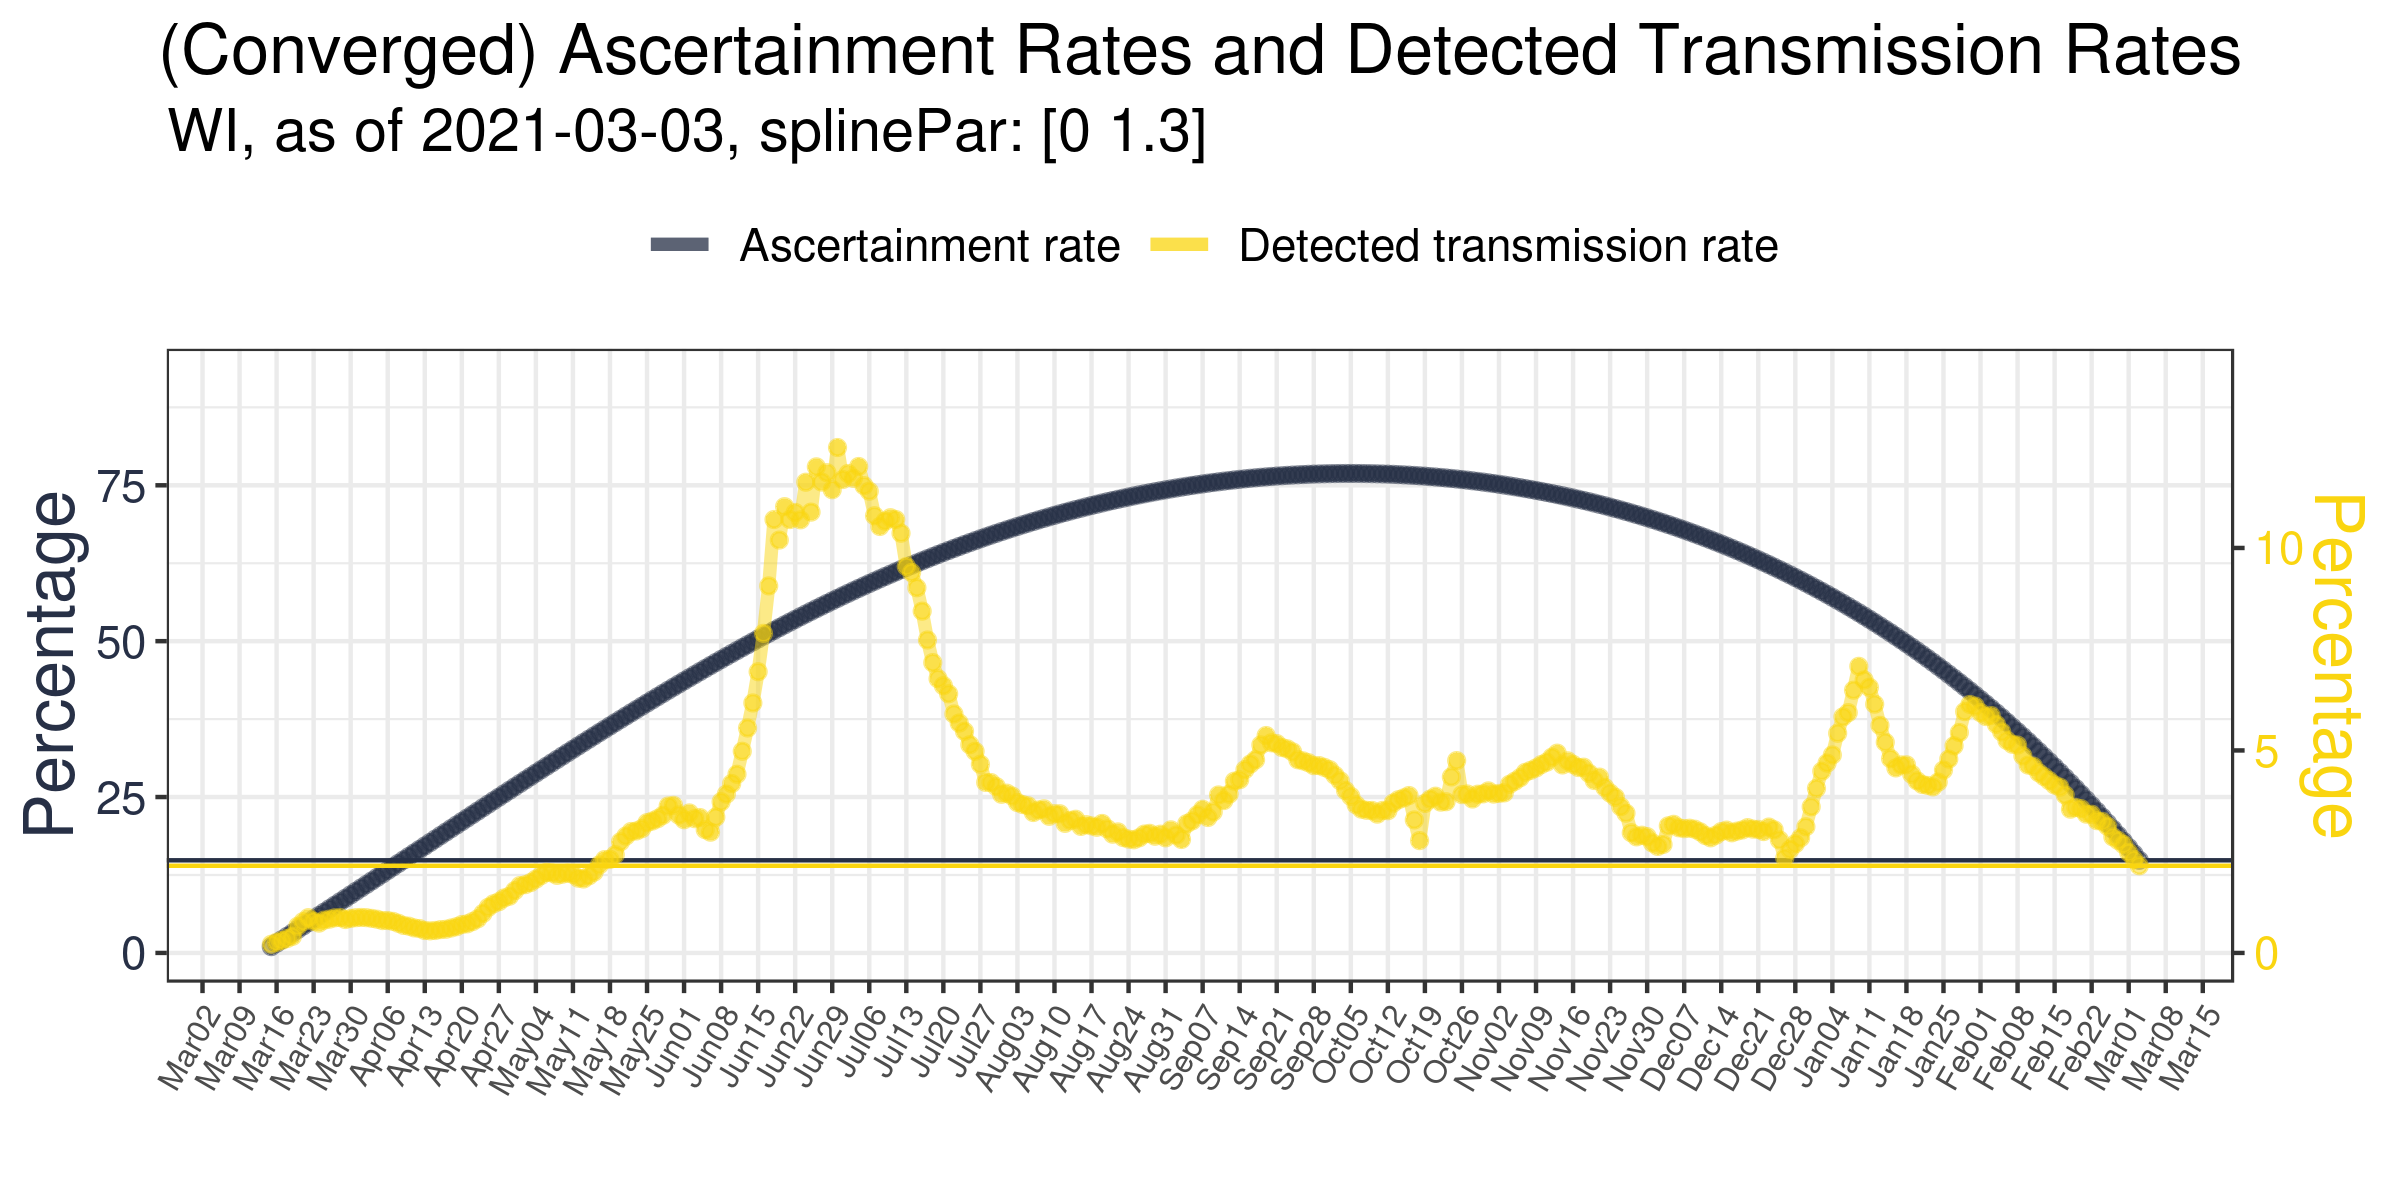 (Converged) Ascertainment Rates and Detected Transmission Rates
WI, as of 2021-03-03, splinePar: [0 1.3]
Ascertainment rate
Detected transmission rate
Percentage
75
50
25
0
10
5
0
Percentage
Mar02
Mar09
Mar16
Mar23
Mar30
Apr06
Apr13
Apr20
Apr27
May04
May11
May18
May25
Jun01
Jun08
Jun15
Jun22
Jun29
Jul06
Jul13
Jul20
Jul27
Aug03
Aug10
Aug17
Aug24
Aug31
Sep07
Sep14
Sep21
Sep28
Oct05
Oct12
Oct19
Oct26
Nov02
Nov09
Nov16
Nov23
Nov30
Dec07
Dec14
Dec21
Dec28
Jan04
Jan11
Jan18
Jan25
Feb01
Feb08
Feb15
Feb22
Mar01
Mar08
Mar15